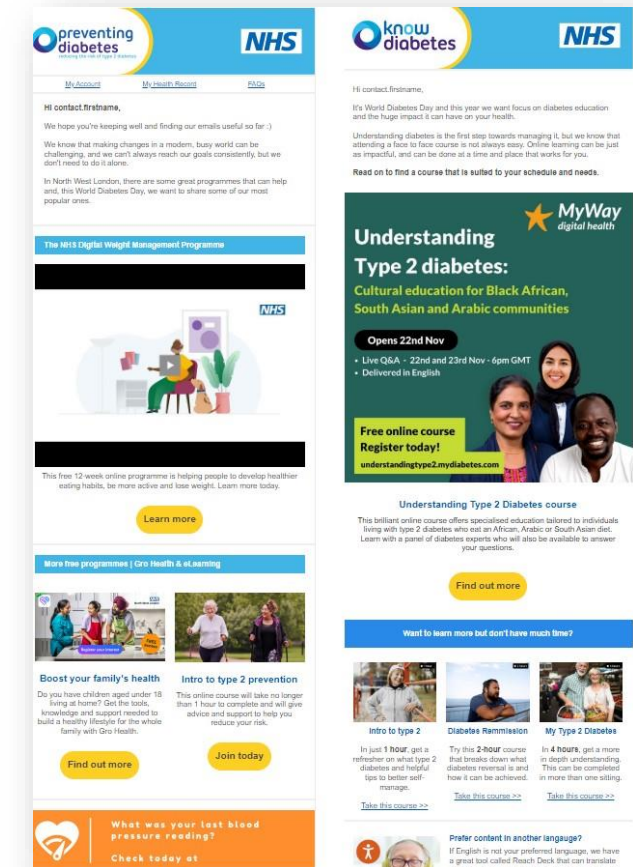 preventing
diabetes
reducing the risk of type 2 diabetes
NHS
My Account My Health Record FAQs
Hi contact.firstname,
We hope you're keeping well and finding our emails useful so far :)
We know that making changes in a modern, busy world can be
challenging, and we can't always reach our goals consistently, but we
don't need to do it alone.
In North West London, there are some great programmes that can help
and, this World Diabetes Day, we want to share some of our most
popular ones.
The NHS Digital Weight Management Programme
NHS
This free 12-week online programme is helping people to develop healthier
eating habits, be more active and lose weight. Learn more today.
Learn more
More free programmes | Gro Health & eLearning
Register your interest
Boost your family's health
Do you have children aged under 18
living at home? Get the tools,
knowledge and support needed to
build a healthy lifestyle for the whole
family with Gro Health.
Find out more
Intro to type 2 prevention
This online course will take no longer
than 1 hour to complete and will give
advice and support to help you
reduce your risk.
Join today
What was your last blood
pressure reading?
Check today at
know
diabetes
NHS
Hi contact.firstname,
It's World Diabetes Day and this year we want focus on diabetes education
and the huge impact it can have on your health.
Understanding diabetes is the first step towards managing it, but we know that
attending a face to face course is not always easy. Online learning can be just
as impactful, and can be done at a time and place that works for you.
Read on to find a course that is suited to your schedule and needs.
MyWay
digital health
Understanding
Type 2 diabetes:
Cultural education for Black African,
South Asian and Arabic communities
Opens 22nd Nov
• Live Q&A - 22nd and 23rd Nov - 6pm GMT
• Delivered in English
Free online course
Register today!
understandingtype2.mydiabetes.com
Understanding Type 2 Diabetes course
This brilliant online course offers specialised education tailored to individuals
living with type 2 diabetes who eat an African, Arabic or South Asian diet.
Learn with a panel of diabetes experts who will also be available to answer
your questions.
Find out more
Want to learn more but don't have much time?
Intro to type 2
In just 1 hour, get a
refresher on what type 2
diabetes and helpful
tips to better self-
manage.
Take this course >>
Diabetes Remmission
Try this 2-hour course
that breaks down what
diabetes reversal is and
how it can be achieved.
Take this course >>
My Type 2 Diabetes
In 4 hours, get a more
in depth understanding.
This can be completed
in more than one sitting.
Take this course >>
Prefer content in another langauge?
If English is not your preferred language, we have
a great tool called Reach Deck that can translate